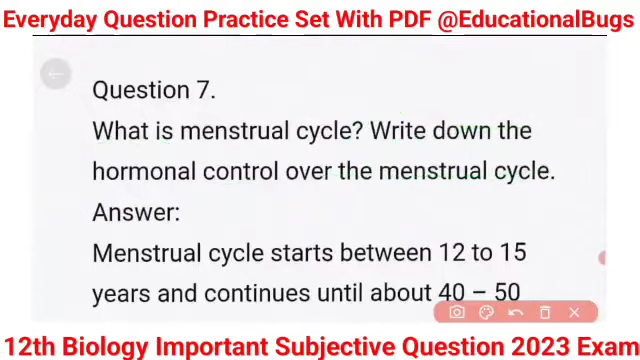 Everyday Question Practice Set With PDF @EducationalBugs
Question 7.
What is menstrual cycle? Write down the
hormonal control over the menstrual cycle.
Answer:
Menstrual cycle starts between 12 to 15
years and continues until about 40 – 50
12th Biology Important Subjective Question 2023 Exam